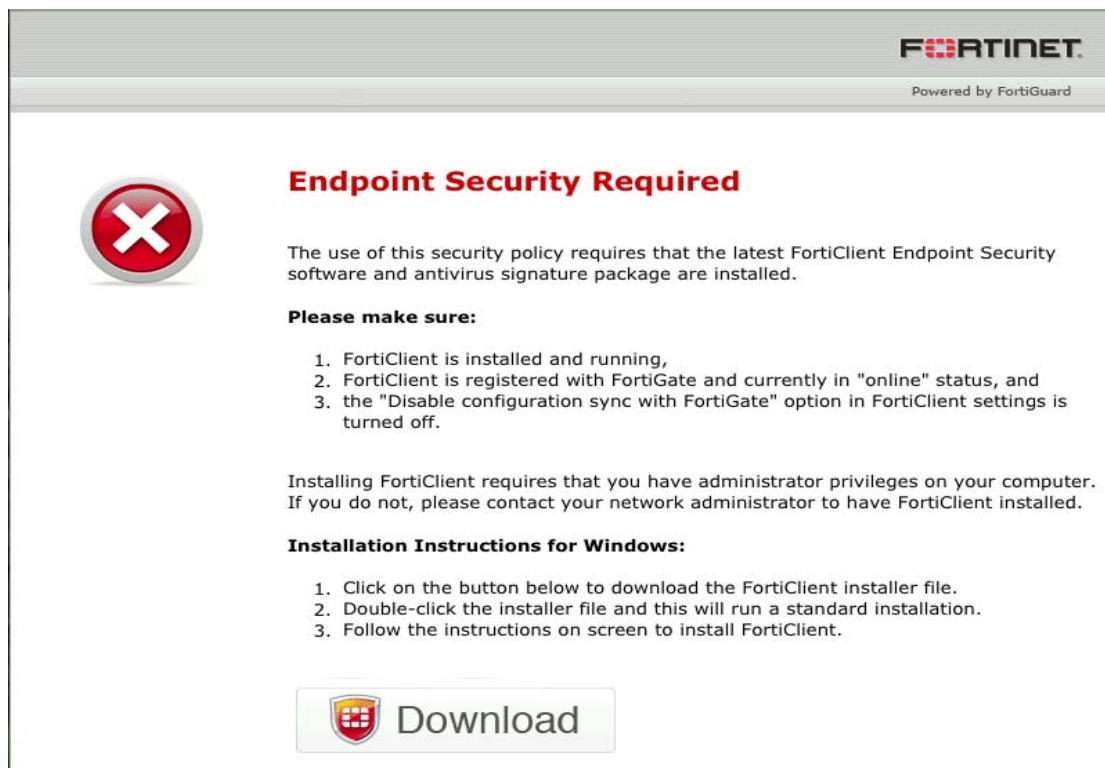 FORTINET
Powered by FortiGuard
Endpoint Security Required
The use of this security policy requires that the latest FortiClient Endpoint Security
software and antivirus signature package are installed.
Please make sure:
1. FortiClient is installed and running,
2. FortiClient is registered with FortiGate and currently in "online" status, and
3. the "Disable configuration sync with FortiGate" option in FortiClient settings is
turned off.
Installing FortiClient requires that you have administrator privileges on your computer.
If you do not, please contact your network administrator to have FortiClient installed.
Installation Instructions for Windows:
1. Click on the button below to download the FortiClient installer file.
2. Double-click the installer file and this will run a standard installation.
3. Follow the instructions on screen to install FortiClient.
Download